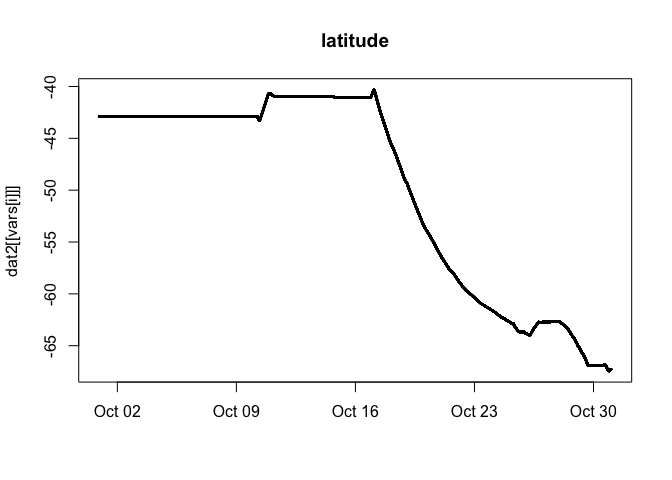 latitude
dat2[[vars[i]]]
-40
-45
-50
-55
-60
-65
Oct 02
Oct 09
Oct 16
Oct 23
Oct 30